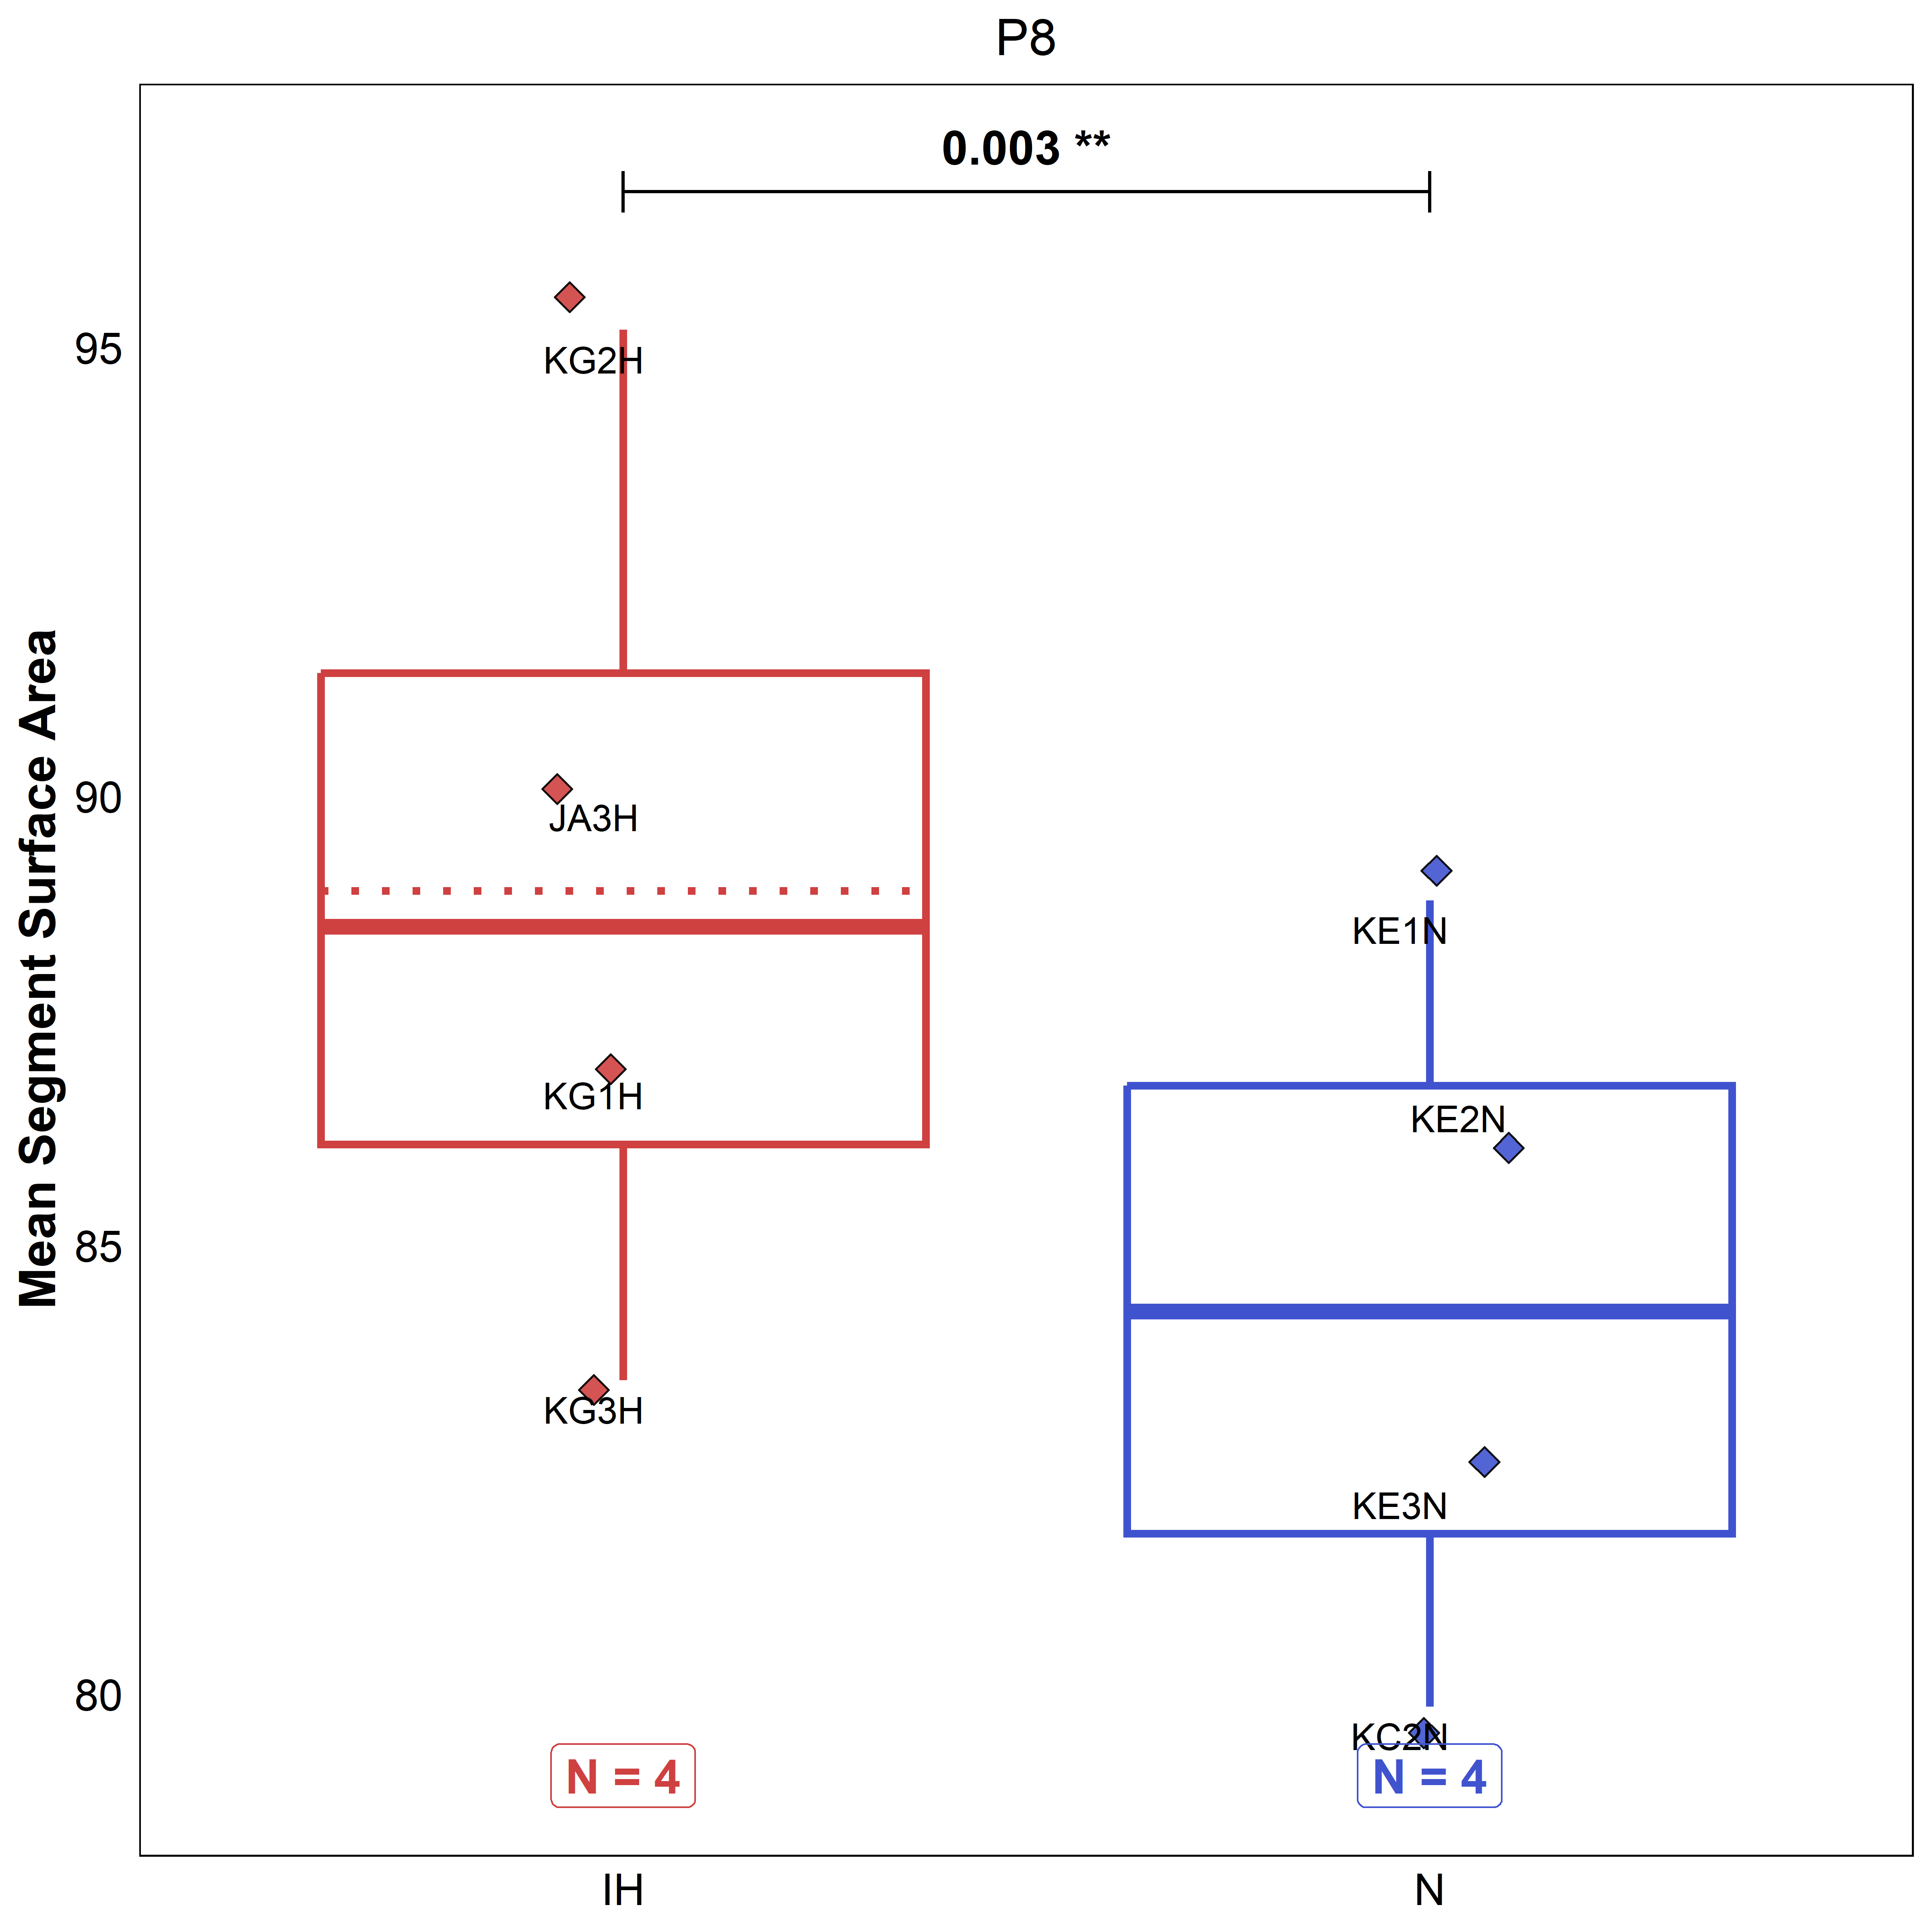 P8
0.003 **
Mean Segment Surface Area
95
90
85
80
KG2H
JA3H
KG1H
KG3H
KE1N
KE2N
KE3N
KC2N
N = 4
N = 4
IH
N